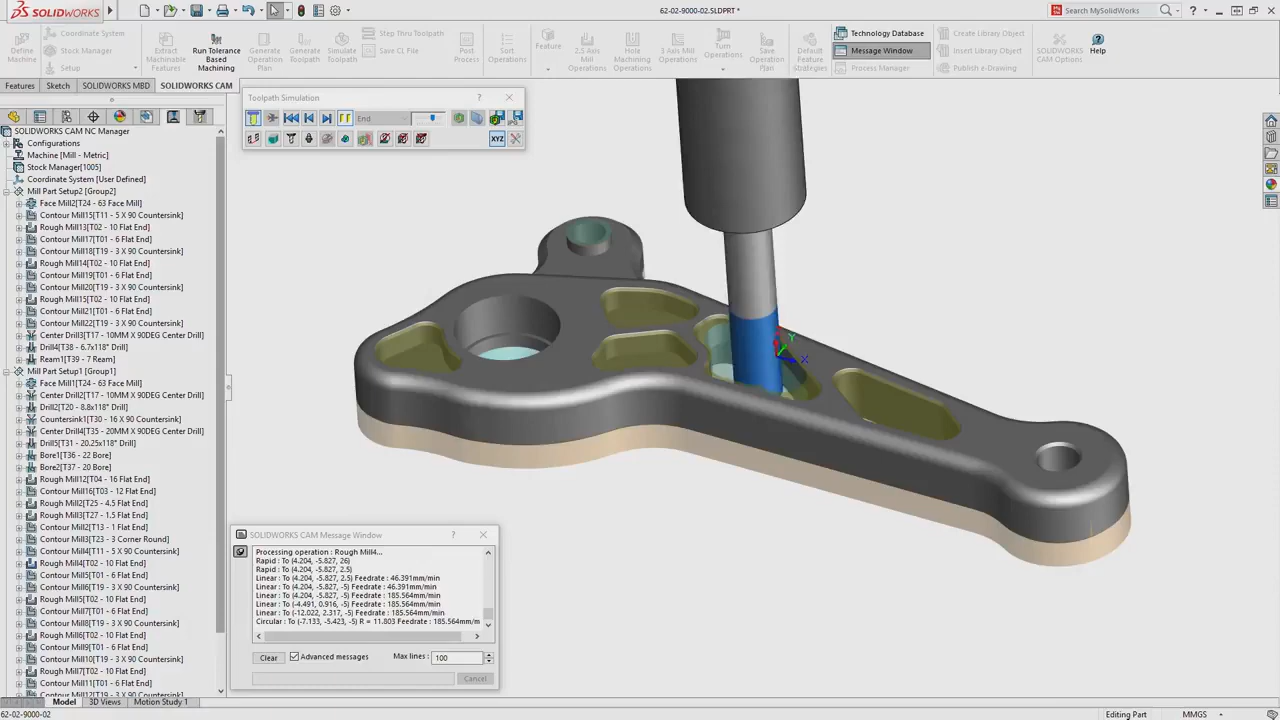 SOLIDWORKS
62-02-9000-02.SLDPRT *
Search MySolidWorks
Define Machine
Coordinate System
Stock Manager
Setup
Extract Machinable Features
Run Tolerance Based Machining
Generate Operation Plan
Generate Toolpath
Simulate Toolpath
Step Thru Toolpath
Save CL File
Post Process
Sort Operations
Feature
2.5 Axis Mill Operations
Hole Machining Operations
3 Axis Mill Operations
Turn Operations
Save Operation Plan
Default Feature Strategies
Technology Database
Message Window
Process Manager
Create Library Object
Insert Library Object
Publish e-Drawing
SOLIDWORKS CAM Options
Help
Features
Sketch
SOLIDWORKS MBD
SOLIDWORKS CAM
Toolpath Simulation
?
End
XYZ
SOLIDWORKS CAM NC Manager
Configurations
Machine [Mill - Metric]
Stock Manager[1005]
Coordinate System [User Defined]
Mill Part Setup2 [Group2]
Face Mill2[T24 - 63 Face Mill]
Contour Mill15[T11 - 5 X 90 Countersink]
Rough Mill13[T02 - 10 Flat End]
Contour Mill17[T01 - 6 Flat End]
Contour Mill18[T19 - 3 X 90 Countersink]
Rough Mill14[T02 - 10 Flat End]
Contour Mill19[T01 - 6 Flat End]
Contour Mill20[T19 - 3 X 90 Countersink]
Rough Mill15[T02 - 10 Flat End]
Contour Mill21[T01 - 6 Flat End]
Contour Mill22[T19 - 3 X 90 Countersink]
Center Drill3[T17 - 10MM X 90DEG Center Drill]
Drill4[T38 - 6.7x118° Drill]
Ream1[T39 - 7 Ream]
Mill Part Setup1 [Group1]
Face Mill1[T24 - 63 Face Mill]
Center Drill2[T17 - 10MM X 90DEG Center Drill]
Drill2[T20 - 8.8x118° Drill]
Countersink1[T30 - 16 X 90 Countersink]
Center Drill4[T35 - 20MM X 90DEG Center Drill]
Drill5[T31 - 20.25x118° Drill]
Bore1[T36 - 22 Bore]
Bore2[T37 - 20 Bore]
Rough Mill12[T04 - 16 Flat End]
Contour Mill16[T03 - 12 Flat End]
Rough Mill2[T25 - 4.5 Flat End]
Rough Mill3[T27 - 1.5 Flat End]
Contour Mill2[T13 - 1 Flat End]
Contour Mill3[T23 - 3 Corner Round]
Contour Mill4[T11 - 5 X 90 Countersink]
Rough Mill4[T02 - 10 Flat End]
Contour Mill5[T01 - 6 Flat End]
Contour Mill6[T19 - 3 X 90 Countersink]
Rough Mill5[T02 - 10 Flat End]
Contour Mill7[T01 - 6 Flat End]
Contour Mill8[T19 - 3 X 90 Countersink]
Rough Mill6[T02 - 10 Flat End]
Contour Mill9[T01 - 6 Flat End]
Contour Mill10[T19 - 3 X 90 Countersink]
Rough Mill7[T02 - 10 Flat End]
Contour Mill11[T01 - 6 Flat End]
Contour Mill12[T19 - 3 X 90 Countersink]
Y
X
SOLIDWORKS CAM Message Window
?
Processing operation : Rough Mill4...
Rapid : To (4.204, -5.827, 26)
Rapid : To (4.204, -5.827, 2.5)
Linear : To (4.204, -5.827, 2.5) Feedrate : 46.391mm/min
Linear : To (4.204, -5.827, -5) Feedrate : 46.391mm/min
Linear : To (4.204, -5.827, -5) Feedrate : 185.564mm/min
Linear : To (-4.491, 0.916, -5) Feedrate : 185.564mm/min
Linear : To (-12.022, 2.317, -5) Feedrate : 185.564mm/min
Circular : To (-7.133, -5.423, -5) R = 11.803 Feedrate : 185.564mm/m
Clear
Advanced messages
Max lines :
100
Cancel
Model
3D Views
Motion Study 1
62-02-9000-02
Editing Part
MMGS